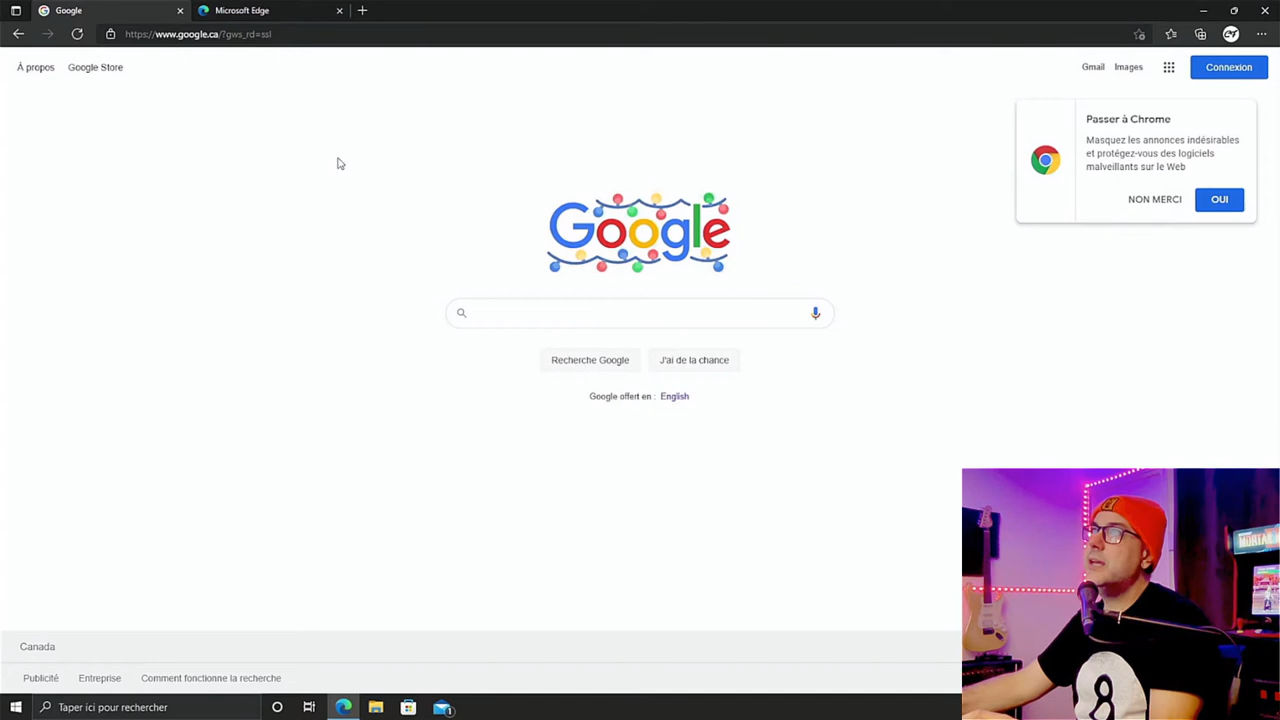 Google
Microsoft Edge
https://www.google.ca/?gws_rd=ssl
À propos
Google Store
Gmail
Images
Connexion
Passer à Chrome
Masquez les annonces indésirables
et protégez-vous des logiciels
malveillants sur le Web
NON MERCI
OUI
Google
Recherche Google
J'ai de la chance
Google offert en : English
Canada
Publicité
Entreprise
Comment fonctionne la recherche
Taper ici pour rechercher
1